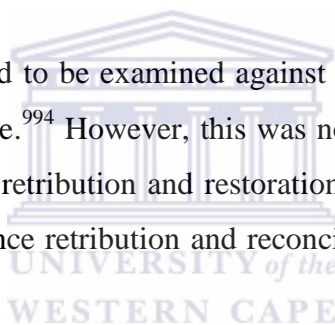 d to be examined against
e.994 However, this was no
retribution and restoration
nce retribution and reconci
UNIVERSITY of the
WESTERN CAPE